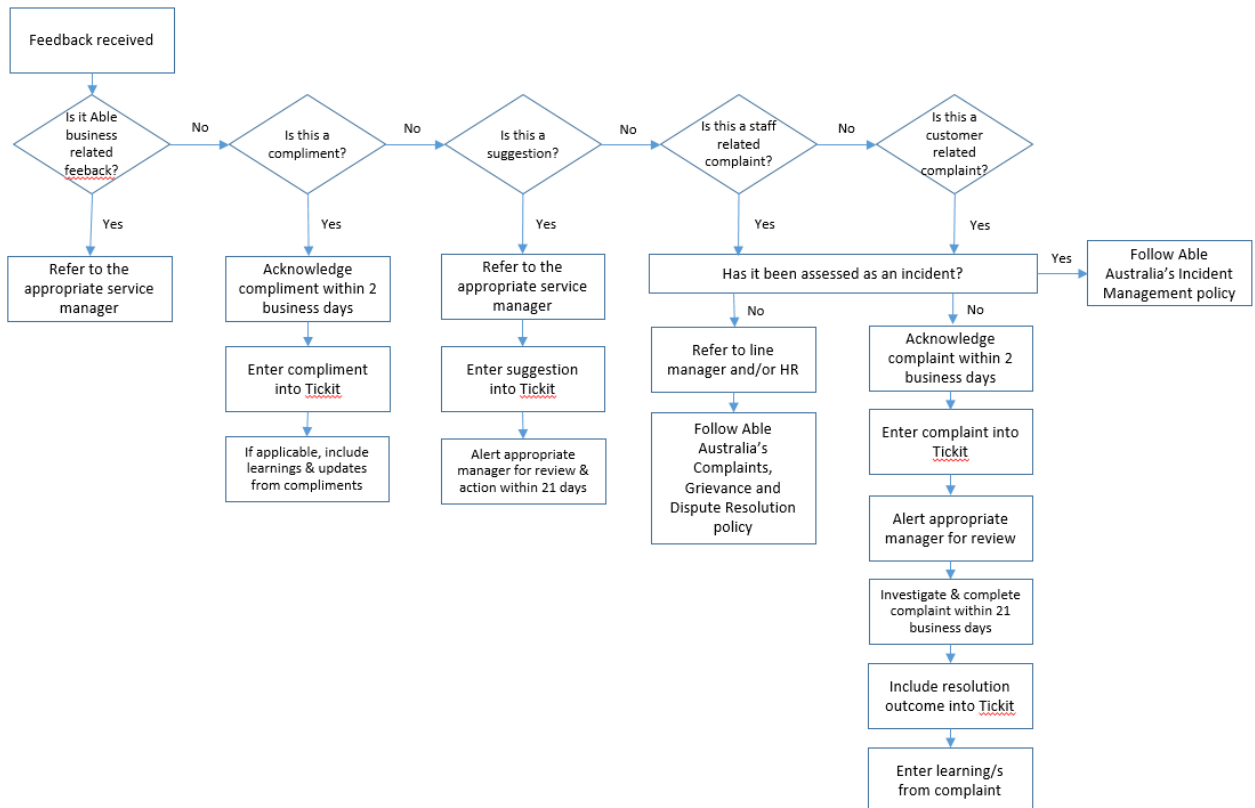 Feedback received
Is it Able
business
related
feeback?
No
Is this a
compliment?
No
Is this a
suggestion?
No
Is this a staff
related
complaint?
No
Is this a
customer
related
complaint?
Yes
Yes
Yes
Yes
Yes
Refer to the
appropriate service
manager
Acknowledge
compliment within 2
business days
Refer to the
appropriate service
manager
Has it been assessed as an incident?
Yes
Follow Able
Australia's Incident
Management policy
No
No
Enter compliment
into Tickit
Enter suggestion
into Tickit
Refer to line
manager and/or HR
Acknowledge
complaint within 2
business days
If applicable, include
learnings & updates
from compliments
Alert appropriate
manager for review &
action within 21 days
Follow Able
Australia's
Complaints,
Grievance and
Dispute Resolution
policy
Enter complaint into
Tickit
Alert appropriate
manager for review
Investigate & complete
complaint within 21
business days
Include resolution
outcome into Tickit
Enter learning/s
from complaint